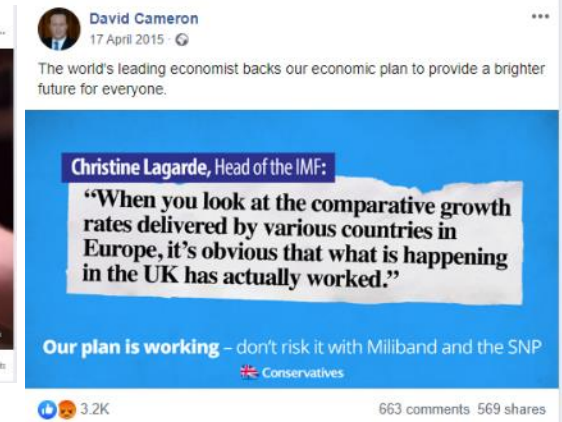 David Cameron
17 April 2015
The world's leading economist backs our economic plan to provide a brighter
future for everyone.
Christine Lagarde, Head of the IMF:
“When you look at the comparative growth
rates delivered by various countries in
Europe, it’s obvious that what is happening
in the UK has actually worked.”
Our plan is working – don’t risk it with Miliband and the SNP
Conservatives
3.2K 663 comments 569 shares